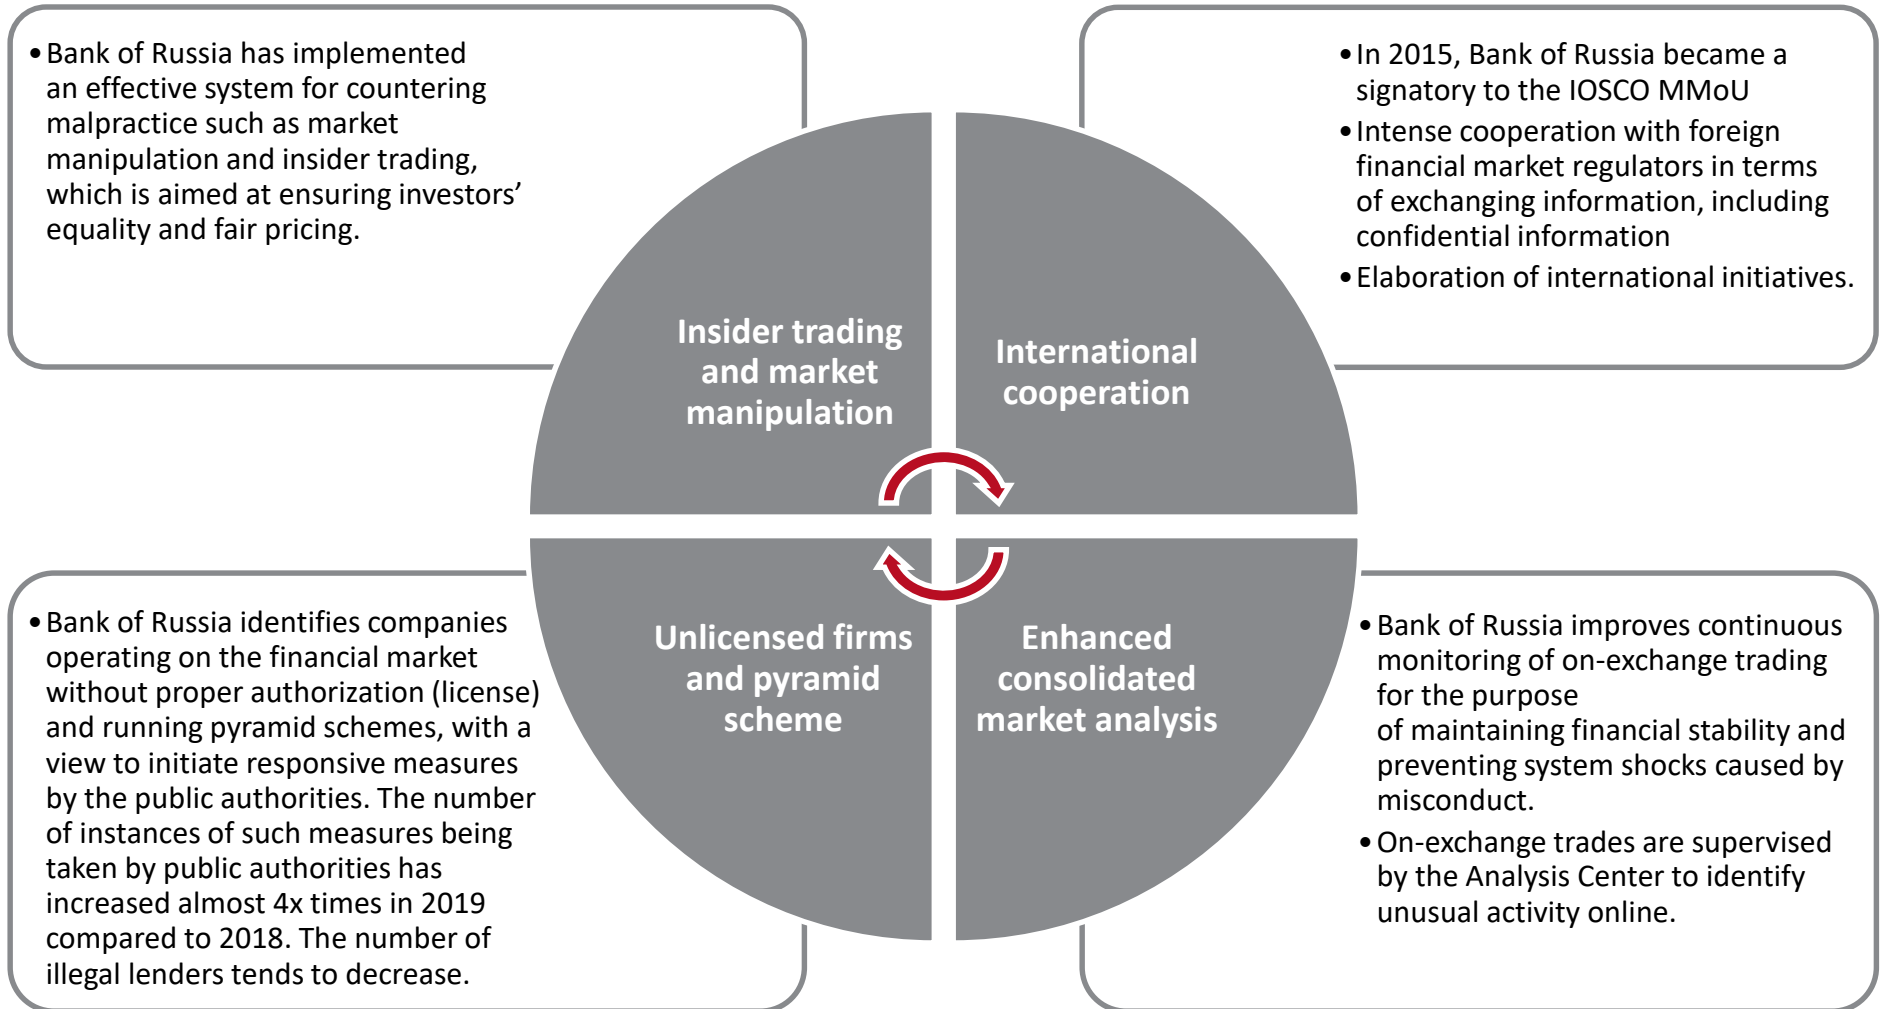 •Bank of Russia has implemented
an effective system for countering
malpractice such as market
manipulation and insider trading,
which is aimed at ensuring investors’
equality and fair pricing.
•In 2015, Bank of Russia became a
signatory to the IOSCO MMoU
•Intense cooperation with foreign
financial market regulators in terms
of exchanging information, including
confidential information
•Elaboration of international initiatives.
Insider trading
and market
manipulation
International
cooperation
Unlicensed firms
and pyramid
scheme
Enhanced
consolidated
market analysis
•Bank of Russia identifies companies
operating on the financial market
without proper authorization (license)
and running pyramid schemes, with a
view to initiate responsive measures
by the public authorities. The number
of instances of such measures being
taken by public authorities has
increased almost 4x times in 2019
compared to 2018. The number of
illegal lenders tends to decrease.
•Bank of Russia improves continuous
monitoring of on-exchange trading
for the purpose
of maintaining financial stability and
preventing system shocks caused by
misconduct.
•On-exchange trades are supervised
by the Analysis Center to identify
unusual activity online.